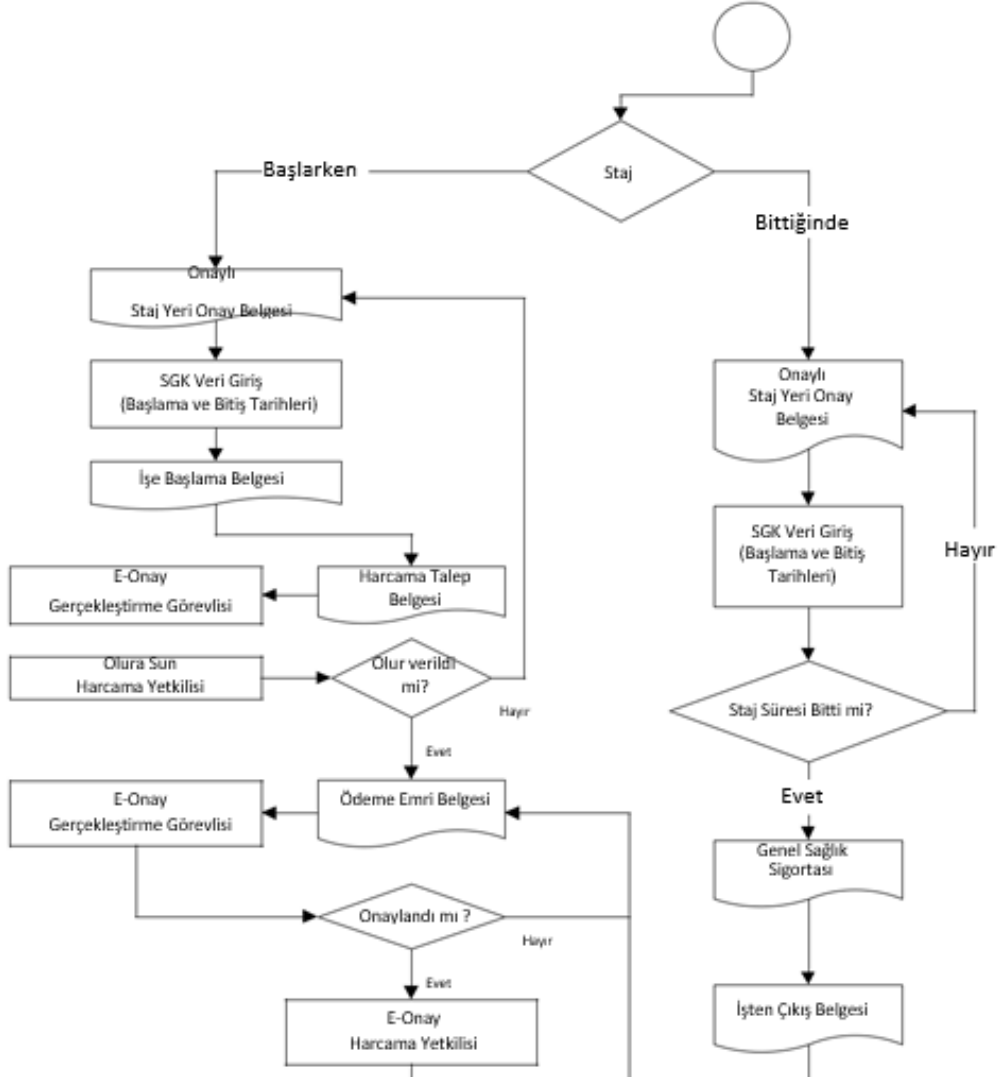 Staj
Başlarken
Bittiğinde
Onaylı
Staj Yeri Onay Belgesi
SGK Veri Giriş
(Başlama ve Bitiş Tarihleri)
İşe Başlama Belgesi
Harcama Talep
Belgesi
E-Onay
Gerçekleştirme Görevlisi
Olura Sun
Harcama Yetkilisi
Olur verildi
mi?
Hayır
Evet
Ödeme Emri Belgesi
E-Onay
Gerçekleştirme Görevlisi
Onaylandı mı ?
Hayır
Evet
E-Onay
Harcama Yetkilisi
Onaylı
Staj Yeri Onay
Belgesi
SGK Veri Giriş
(Başlama ve Bitiş
Tarihleri)
Hayır
Staj Süresi Bitti mi?
Evet
Genel Sağlık
Sigortası
İşten Çıkış Belgesi